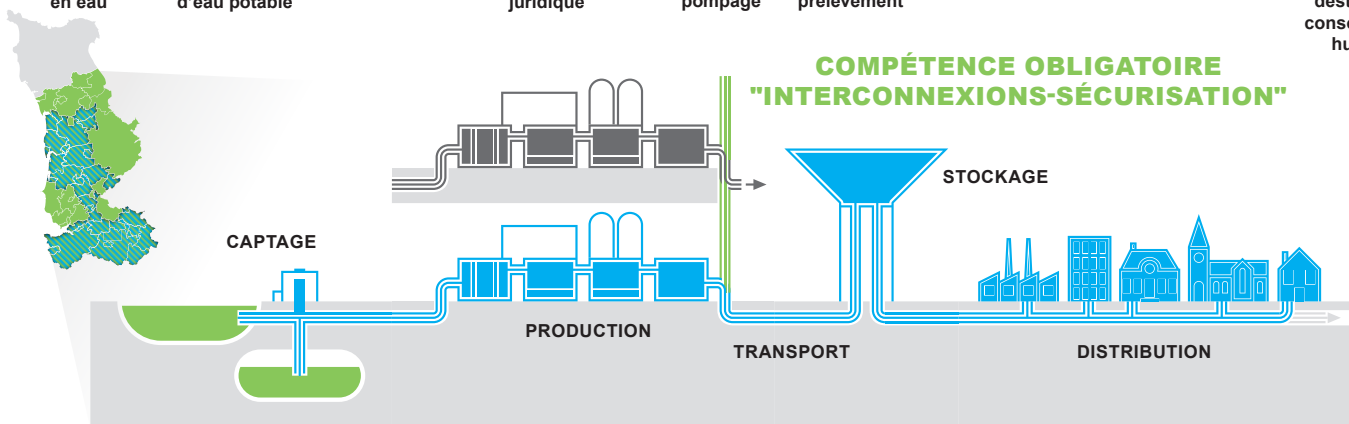 en eau
d'eau potable
juridique
pompage
prélèvement
COMPÉTENCE OBLIGATOIRE
"INTERCONNEXIONS-SÉCURISATION"
STOCKAGE
CAPTAGE
PRODUCTION
TRANSPORT
DISTRIBUTION